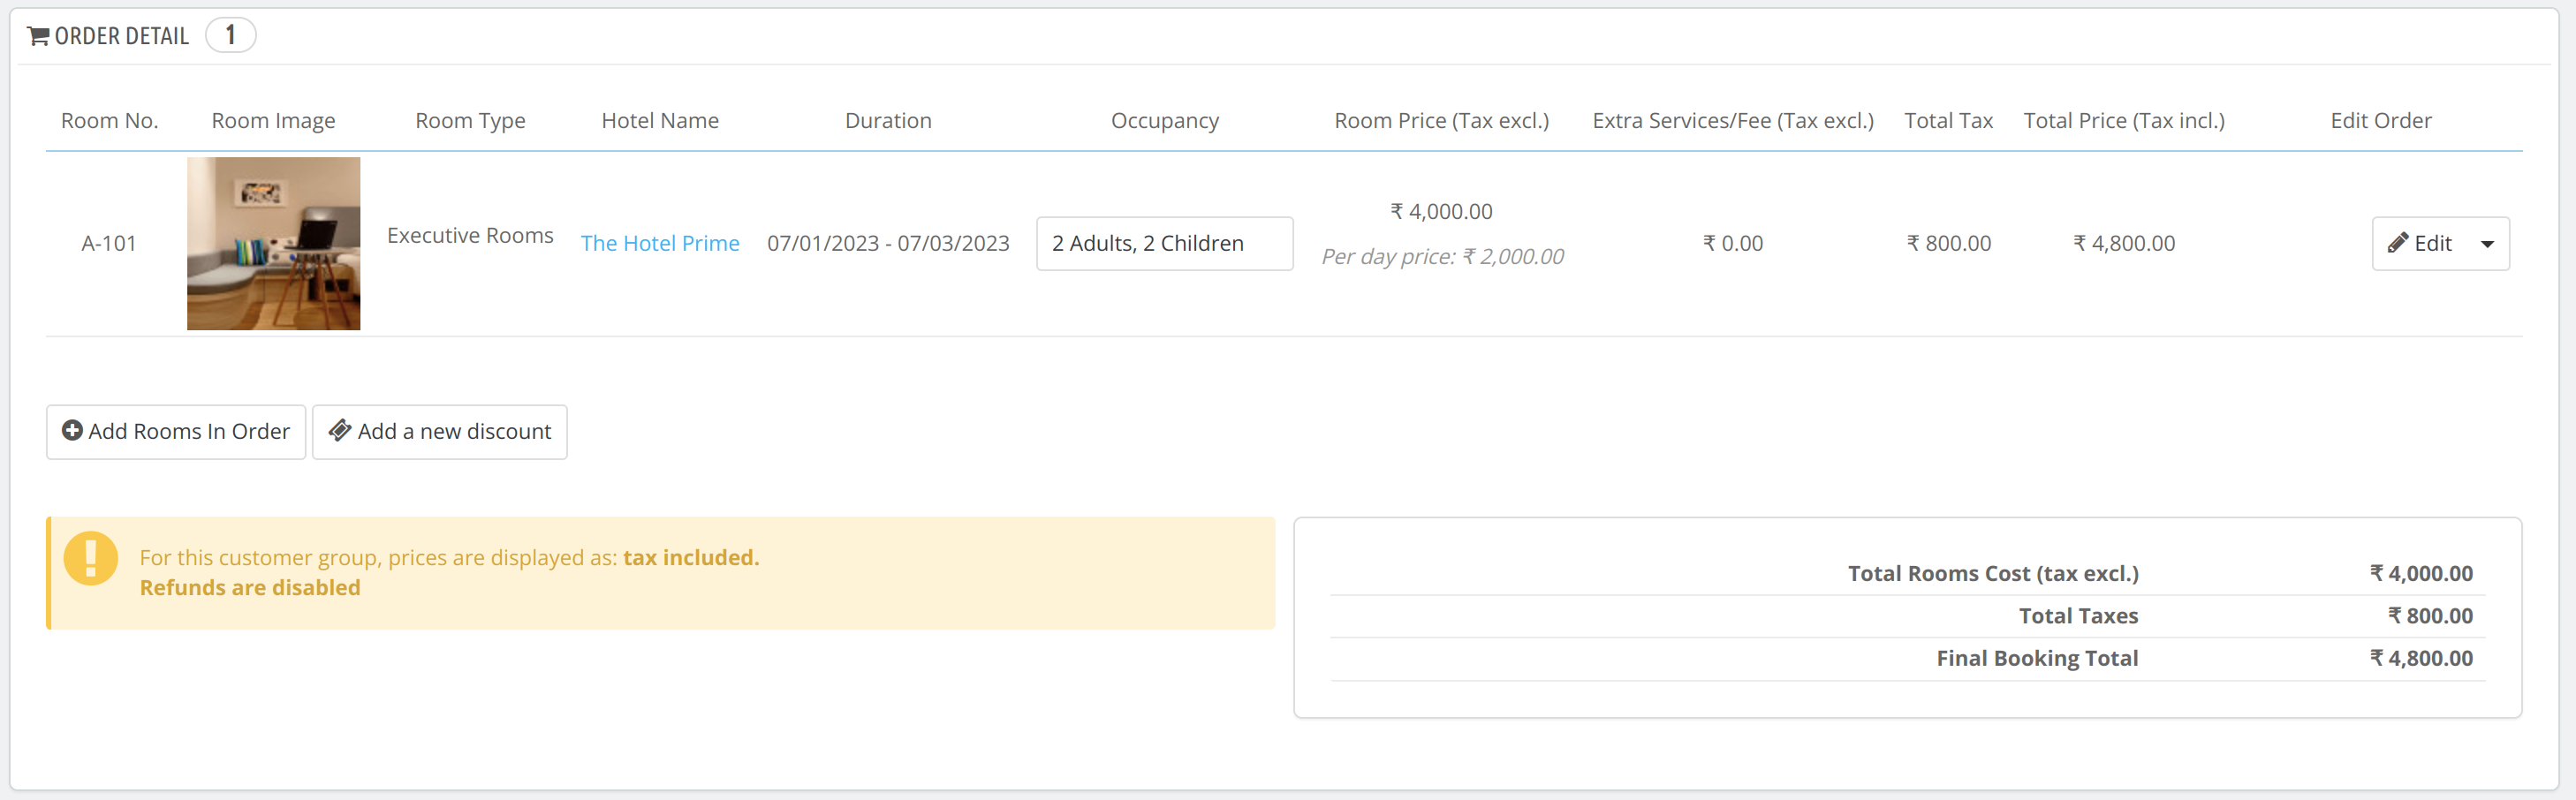 ORDER DETAIL 1
Room No. Room Image Room Type Hotel Name Duration Occupancy Room Price (Tax excl.) Extra Services/Fee (Tax excl.) Total Tax Total Price (Tax incl.) Edit Order
A-101 Executive Rooms The Hotel Prime 07/01/2023 - 07/03/2023 2 Adults, 2 Children ₹ 4,000.00 ₹ 0.00 ₹ 800.00 ₹ 4,800.00 Edit
Per day price: ₹ 2,000.00
Add Rooms In Order Add a new discount
For this customer group, prices are displayed as: tax included.
Refunds are disabled
Total Rooms Cost (tax excl.) ₹ 4,000.00
Total Taxes ₹ 800.00
Final Booking Total ₹ 4,800.00